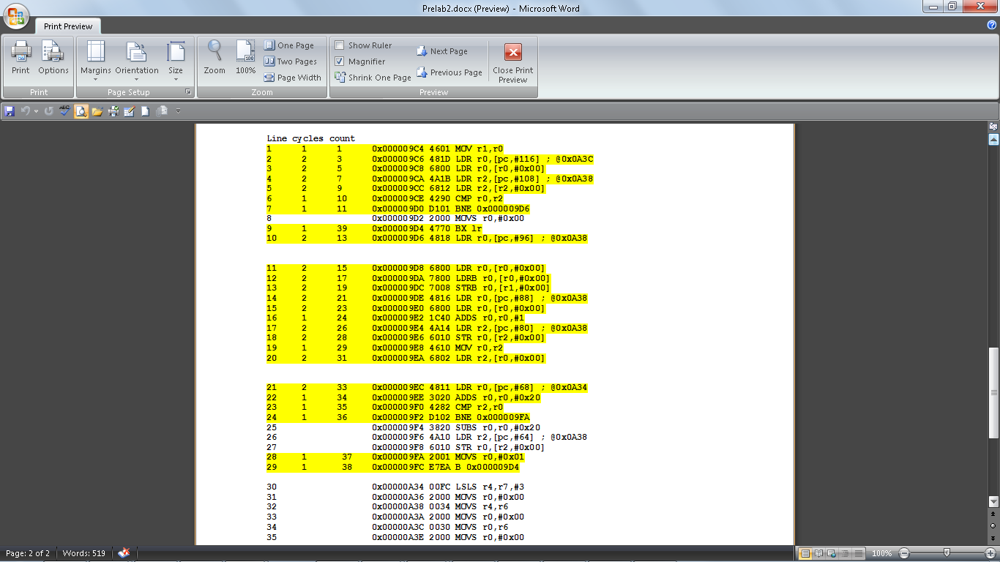 Prelab2.docx (Preview) - Microsoft Word
Print Preview
Print Options
Margins Orientation Size
Zoom 100%
One Page
Two Pages
Page Width
Show Ruler
Magnifier
Shrink One Page
Next Page
Previous Page
Close Print Preview
Print
Page Setup
Zoom
Preview
Line cycles count
1 1 1 0x000009C4 4601 MOV r1,r0
2 2 3 0x000009C6 481D LDR r0,[pc,#116] ; @0x0A3C
3 2 5 0x000009C8 6800 LDR r0,[r0,#0x00]
4 2 7 0x000009CA 4A1B LDR r2,[pc,#108] ; @0x0A38
5 2 9 0x000009CC 6812 LDR r2,[r2,#0x00]
6 1 10 0x000009CE 4290 CMP r0,r2
7 1 11 0x000009D0 D101 BNE 0x000009D6
8 0x000009D2 2000 MOVS r0,#0x00
9 1 39 0x000009D4 4770 BX lr
10 2 13 0x000009D6 4818 LDR r0,[pc,#96] ; @0x0A38
11 2 15 0x000009D8 6800 LDR r0,[r0,#0x00]
12 2 17 0x000009DA 7800 LDRB r0,[r0,#0x00]
13 2 19 0x000009DC 7008 STRB r0,[r1,#0x00]
14 2 21 0x000009DE 4816 LDR r0,[pc,#88] ; @0x0A38
15 2 23 0x000009E0 6800 LDR r0,[r0,#0x00]
16 1 24 0x000009E2 1C40 ADDS r0,r0,#1
17 2 26 0x000009E4 4A14 LDR r2,[pc,#80] ; @0x0A38
18 2 28 0x000009E6 6010 STR r0,[r2,#0x00]
19 1 29 0x000009E8 4610 MOV r0,r2
20 2 31 0x000009EA 6802 LDR r2,[r0,#0x00]
21 2 33 0x000009EC 4811 LDR r0,[pc,#68] ; @0x0A34
22 1 34 0x000009EE 3020 ADDS r0,r0,#0x20
23 1 35 0x000009F0 4282 CMP r2,r0
24 1 36 0x000009F2 D102 BNE 0x000009FA
25 0x000009F4 3820 SUBS r0,r0,#0x20
26 0x000009F6 4A10 LDR r2,[pc,#64] ; @0x0A38
27 0x000009F8 6010 STR r0,[r2,#0x00]
28 1 37 0x000009FA 2001 MOVS r0,#0x01
29 1 38 0x000009FC E7EA B 0x000009D4
30 0x00000A34 00FC LSLS r4,r7,#3
31 0x00000A36 2000 MOVS r0,#0x00
32 0x00000A38 0034 MOVS r4,r6
33 0x00000A3A 2000 MOVS r0,#0x00
34 0x00000A3C 0030 MOVS r0,r6
35 0x00000A3E 2000 MOVS r0,#0x00
Page: 2 of 2 Words: 519 100%